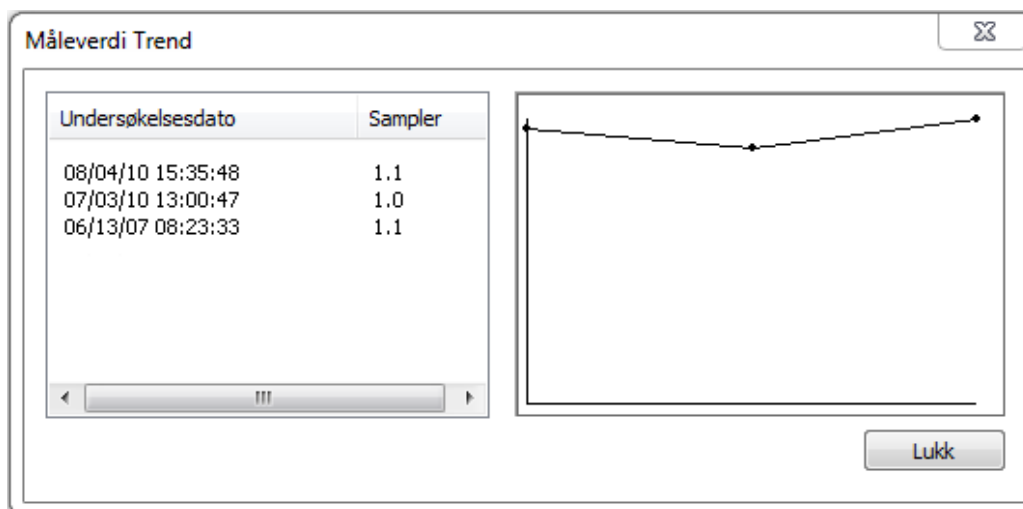 Måleverdi Trend
Undersøkelsesdato Sampler
08/04/10 15:35:48 1.1
07/03/10 13:00:47 1.0
06/13/07 08:23:33 1.1
Lukk